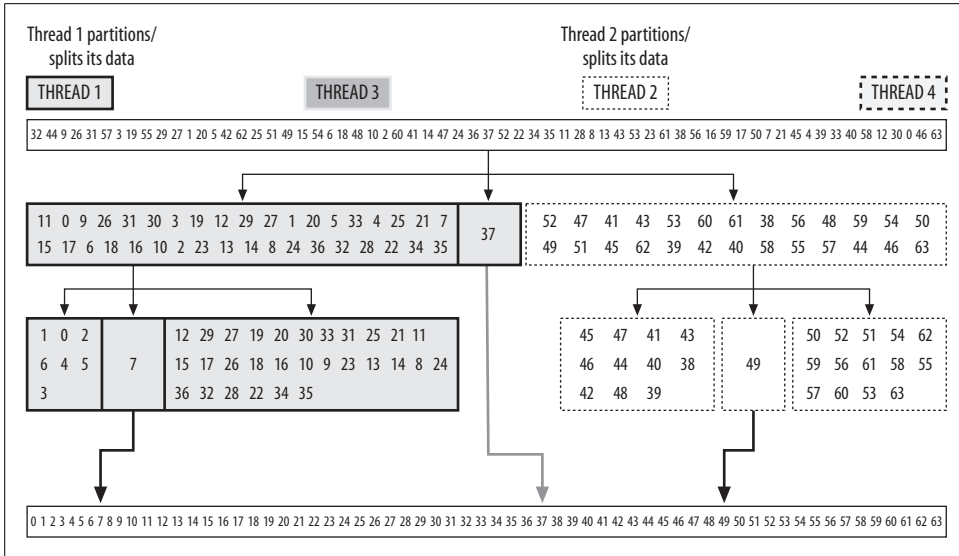 Thread 1 partitions/
splits its data
Thread 2 partitions/
splits its data
THREAD 1
THREAD 3
THREAD 2
THREAD 4
32 44 9 26 31 57 3 19 55 29 27 1 20 5 42 62 25 51 49 15 54 6 18 48 10 2 60 41 14 47 24 36 37 52 22 34 35 11 28 8 13 43 53 23 61 38 56 16 59 17 50 7 21 45 4 39 33 40 58 12 30 0 46 63
11 0 9 26 31 30 3 19 12 29 27 1 20 5 33 4 25 21 7
15 17 6 18 16 10 2 23 13 14 8 24 36 32 28 22 34 35
37
52 47 41 43 53 60 61 38 56 48 59 54 50
49 51 45 62 39 42 40 58 55 57 44 46 63
1 0 2
6 4 5
3
7
12 29 27 19 20 30 33 31 25 21 11
15 17 26 18 16 10 9 23 13 14 8 24
36 32 28 22 34 35
45 47 41 43
46 44 40 38
42 48 39
49
50 52 51 54 62
59 56 61 58 55
57 60 53 63
0 1 2 3 4 5 6 7 8 9 10 11 12 13 14 15 16 17 18 19 20 21 22 23 24 25 26 27 28 29 30 31 32 33 34 35 36 37 38 39 40 41 42 43 44 45 46 47 48 49 50 51 52 53 54 55 56 57 58 59 60 61 62 63